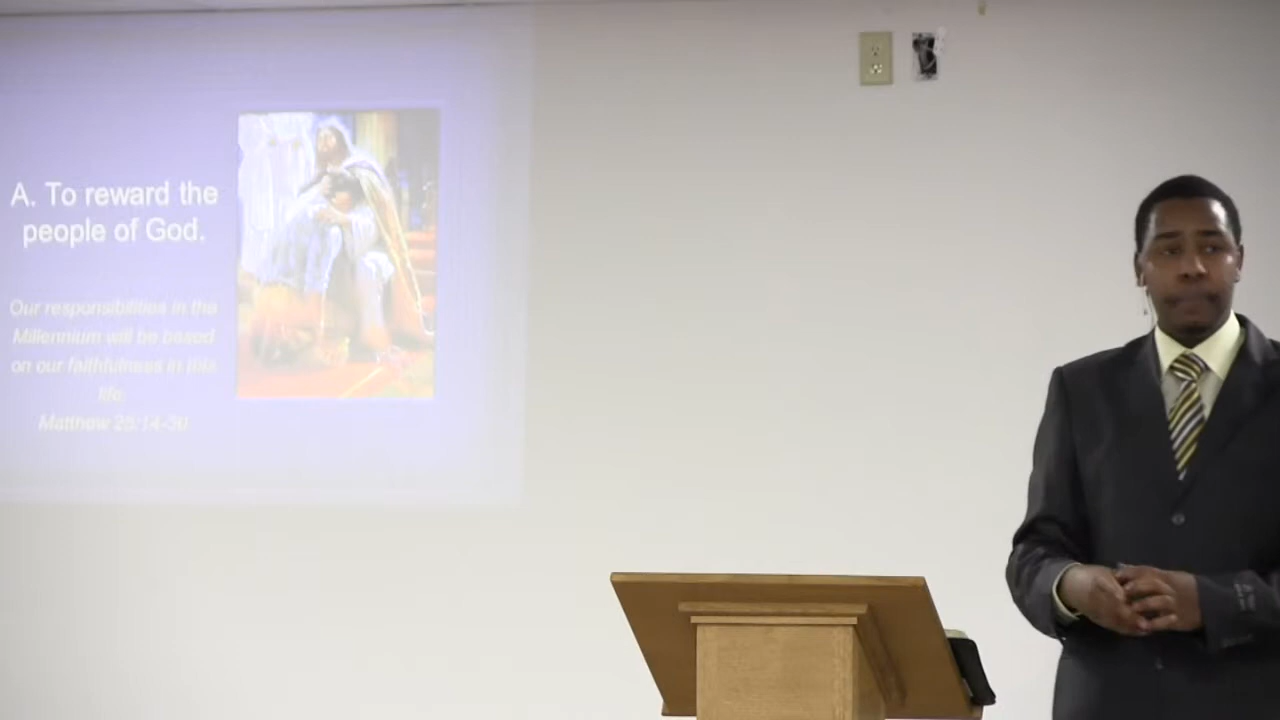 A. To reward the
people of God.
Our responsibilities in the
Millennium will be based
on our faithfulness in this
life.
Matthew 25:14-30